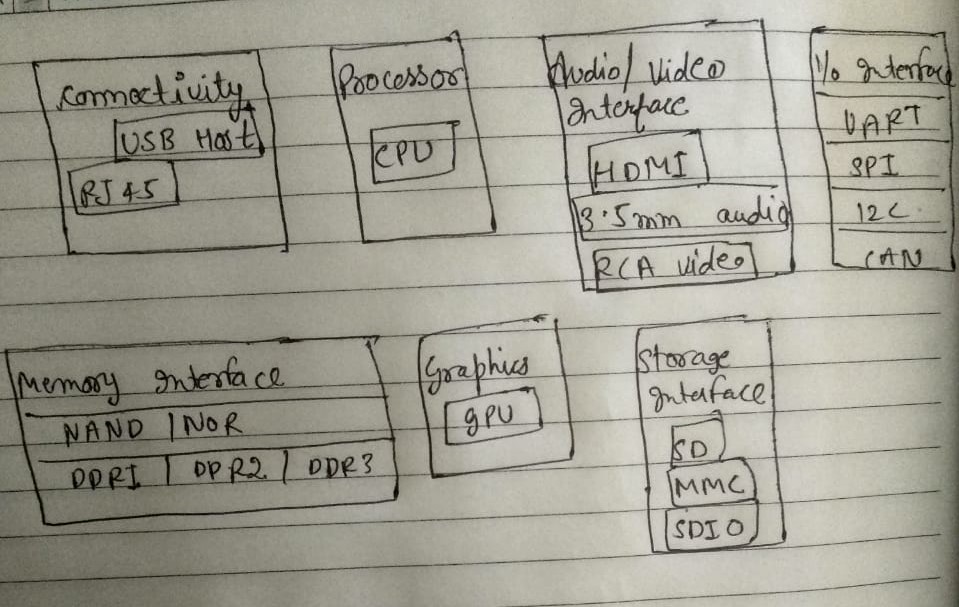 Connectivity
USB Host
RJ45
Processor
CPU
Audio/Video
Interface
HDMI
3.5mm audio
RCA video
I/o Interface
UART
SPI
I2C
CAN
Memory Interface
NAND | NOR
DDR1 | DDR2 | DDR3
Graphics
GPU
Storage
Interface
SD
MMC
SDIO